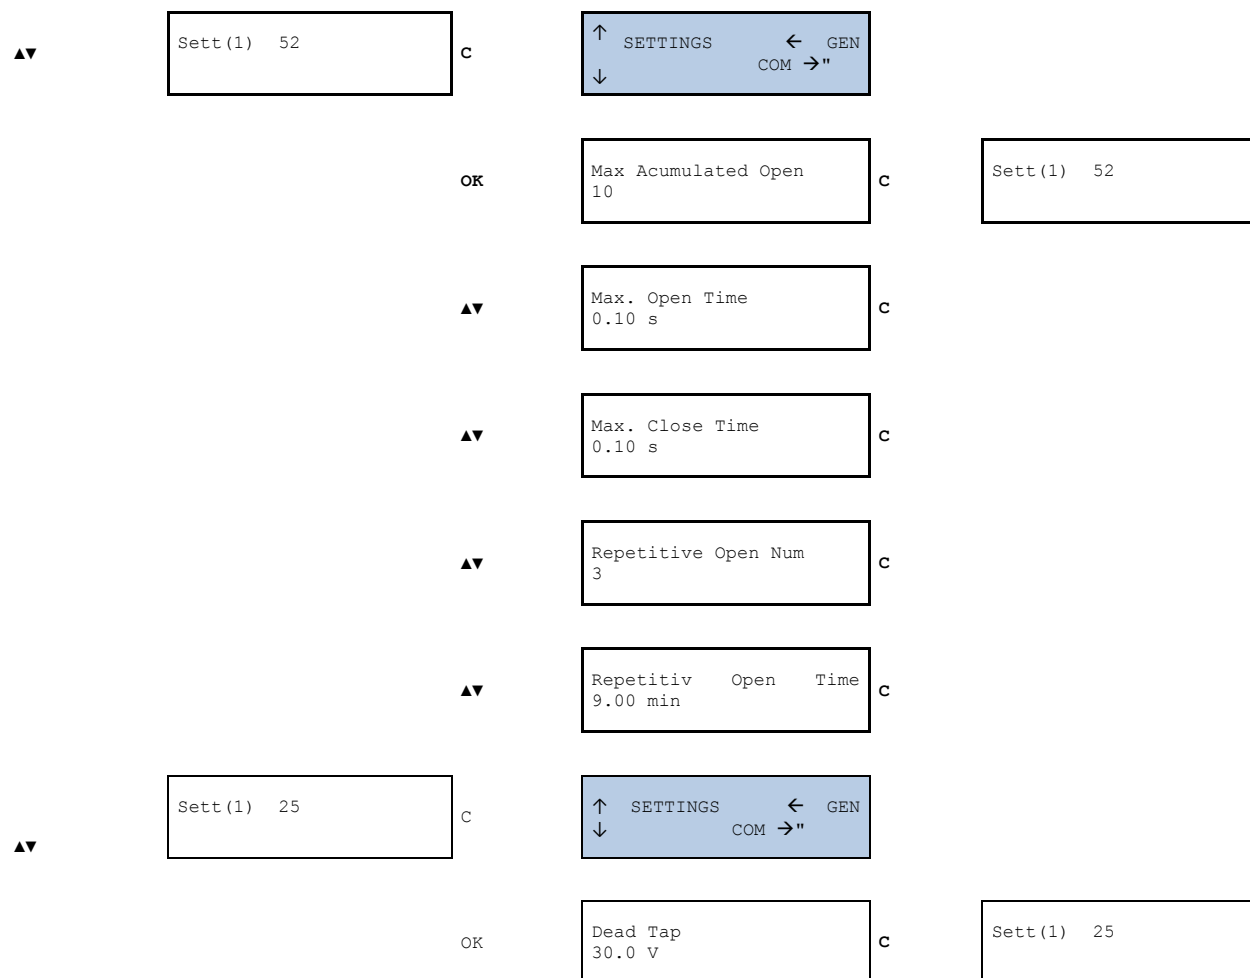 ▲▼ Sett(1) 52 C ↑ SETTINGS ← GEN
COM →"
↓
OK Max Acumulated Open C Sett(1) 52
10
▲▼ Max. Open Time C
0.10 s
▲▼ Max. Close Time C
0.10 s
▲▼ Repetitive Open Num C
3
▲▼ Repetitiv Open Time C
9.00 min
▲▼ Sett(1) 25 C ↑ SETTINGS ← GEN
↓ COM →"
OK Dead Tap C Sett(1) 25
30.0 V